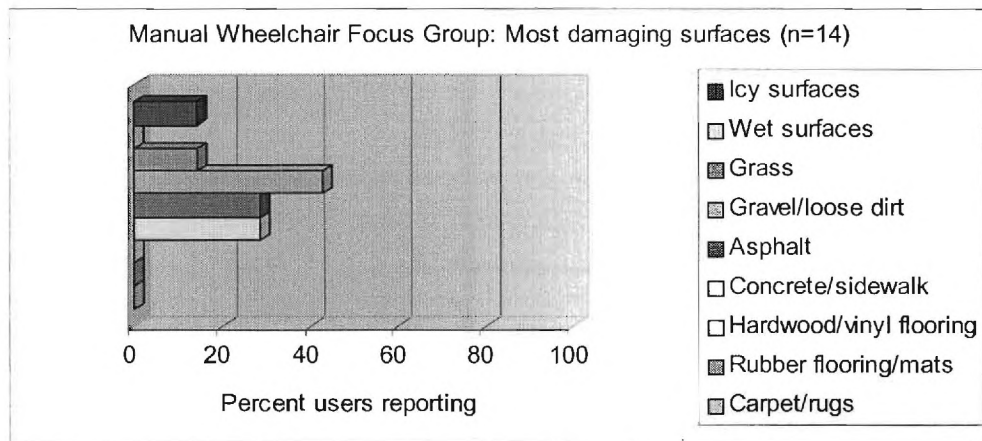 Manual Wheelchair Focus Group: Most damaging surfaces (n=14)
0 20 40 60 80 100
Percent users reporting
Icy surfaces
Wet surfaces
Grass
Gravel/loose dirt
Asphalt
Concrete/sidewalk
Hardwood/vinyl flooring
Rubber flooring/mats
Carpet/rugs